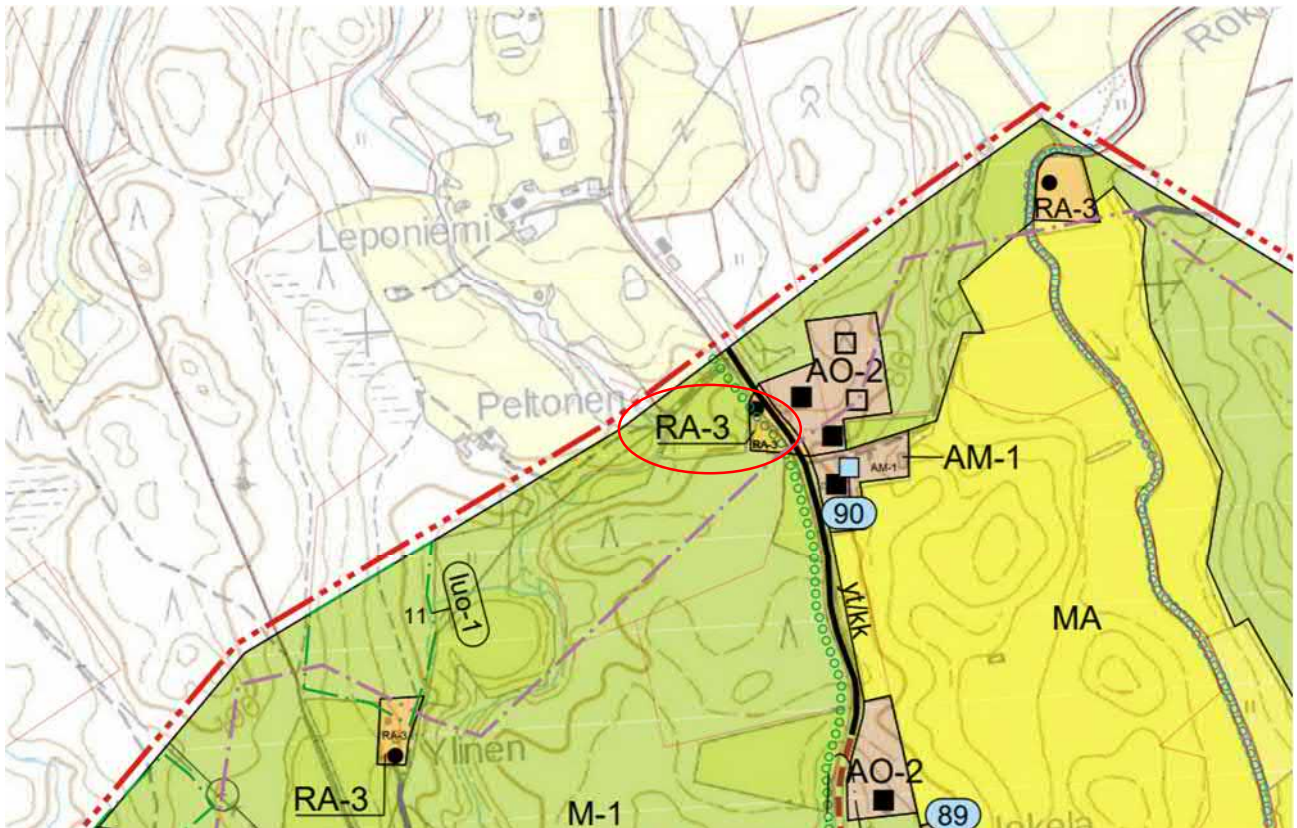 Rok
RA-3
Leponiemi
AO-2
Peltonen
RA-3
RA-3
AM-1
AM-1
90
luo-1
11
yt/kk
MA
RA-3
Ylinen
AO-2
RA-3
M-1
89
Jokela